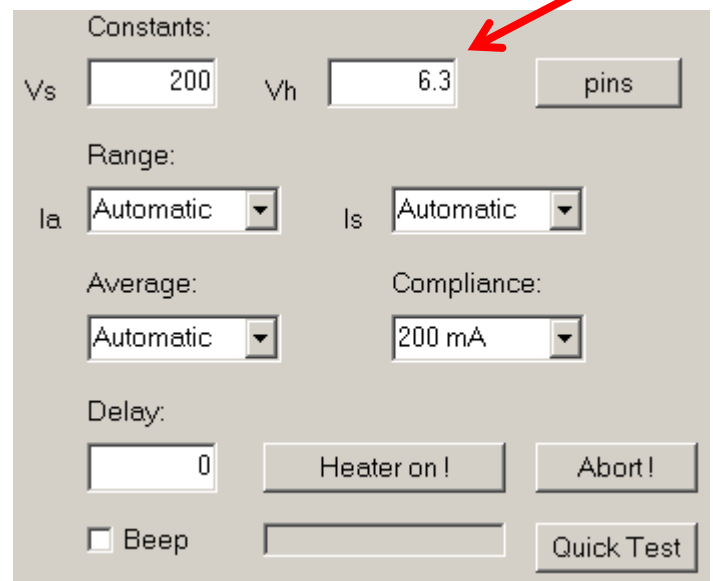 Constants:
Vs 200 Vh 6.3 pins
Range:
Ia Automatic Is Automatic
Average: Compliance:
Automatic 200 mA
Delay:
0 Heater on ! Abort !
Beep Quick Test